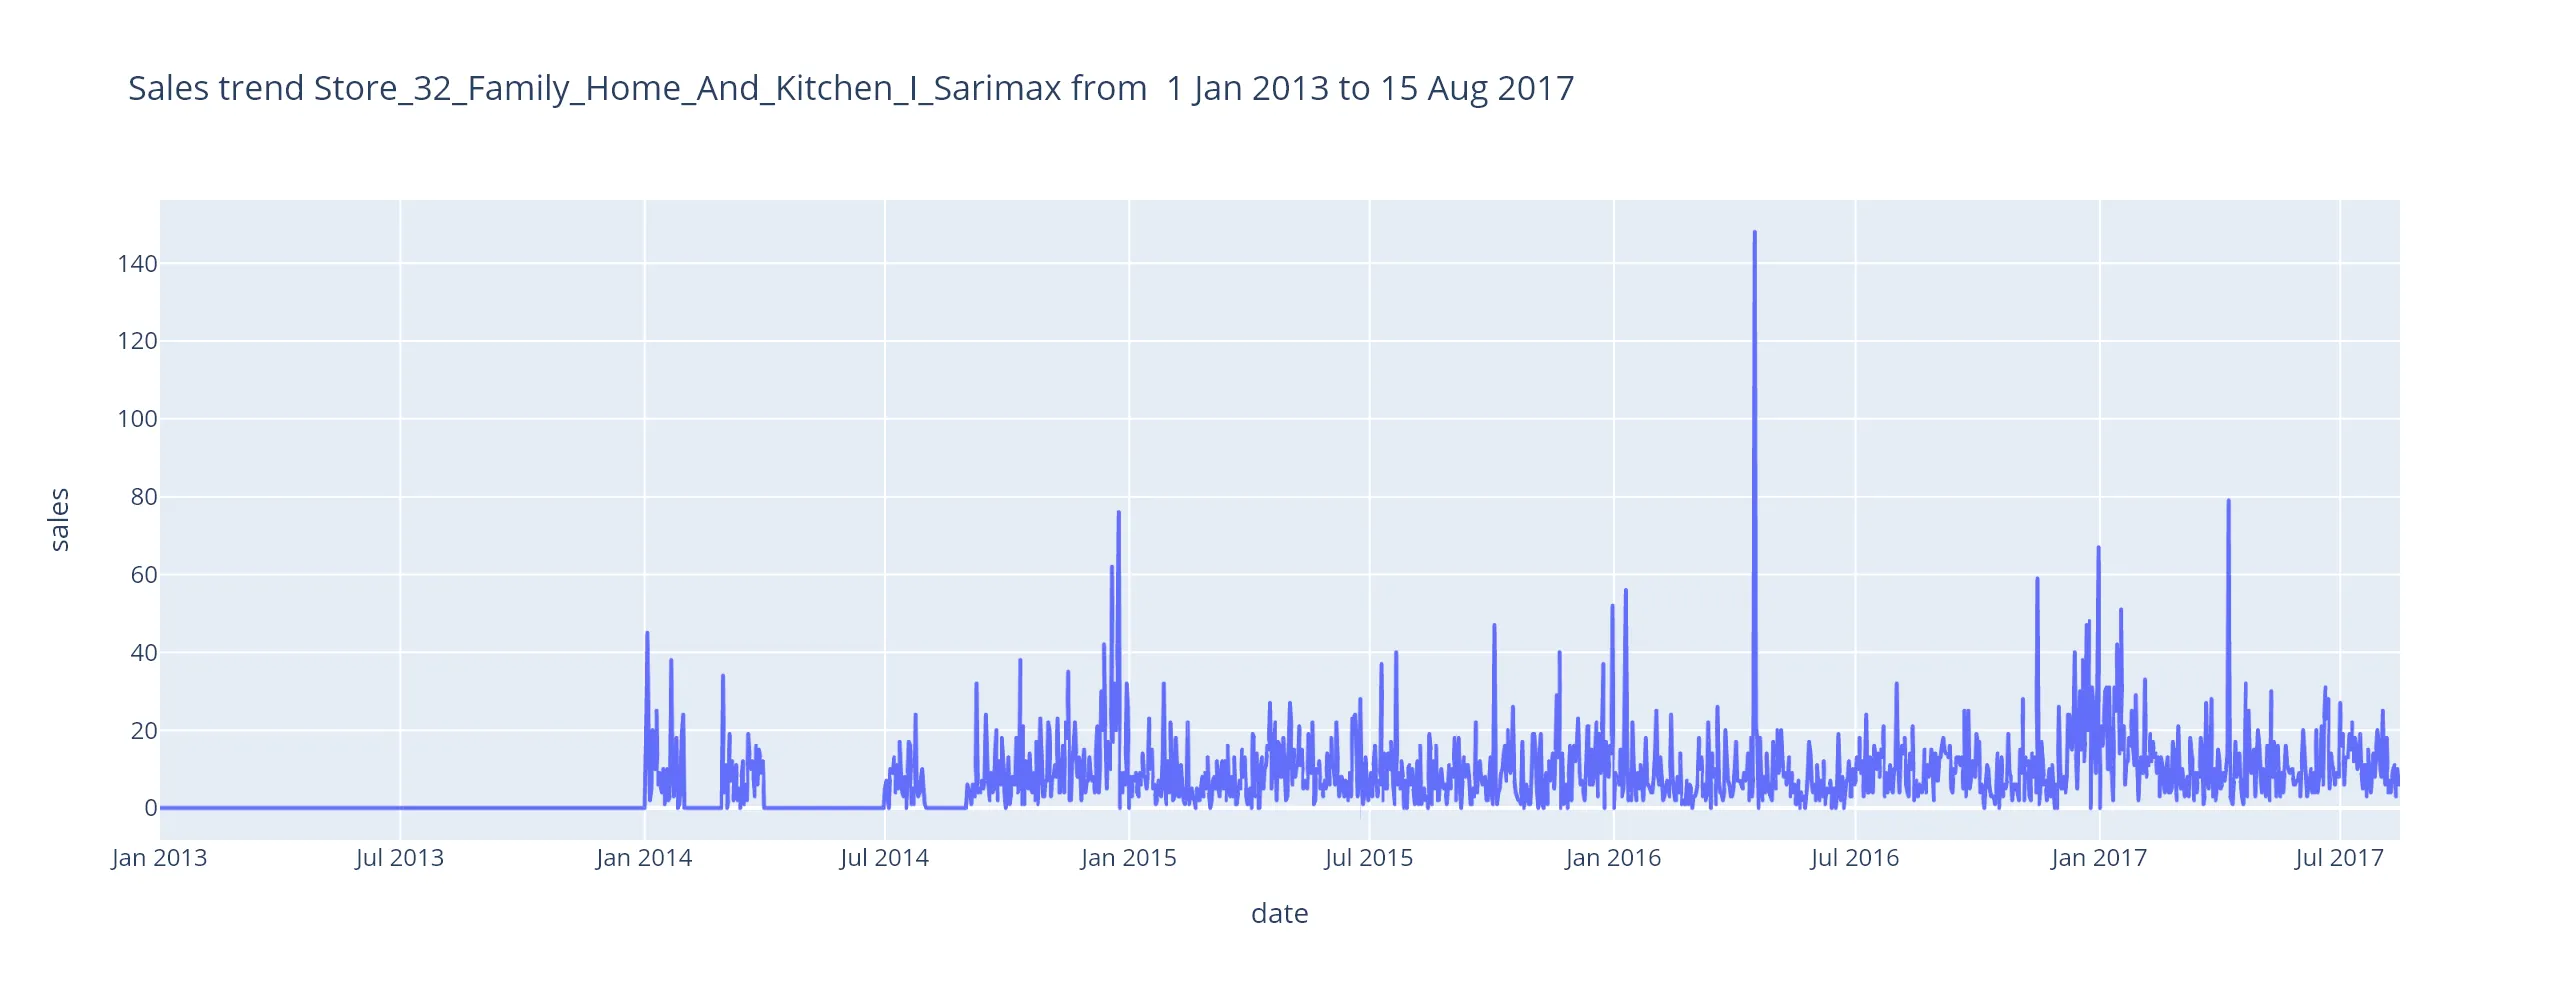 Sales trend Store_32_Family_Home_And_Kitchen_I_Sarimax from  1 Jan 2013 to 15 Aug 2017
140
120
100
80
60
40
20
0
sales
Jan 2013 Jul 2013 Jan 2014 Jul 2014 Jan 2015 Jul 2015 Jan 2016 Jul 2016 Jan 2017 Jul 2017
date